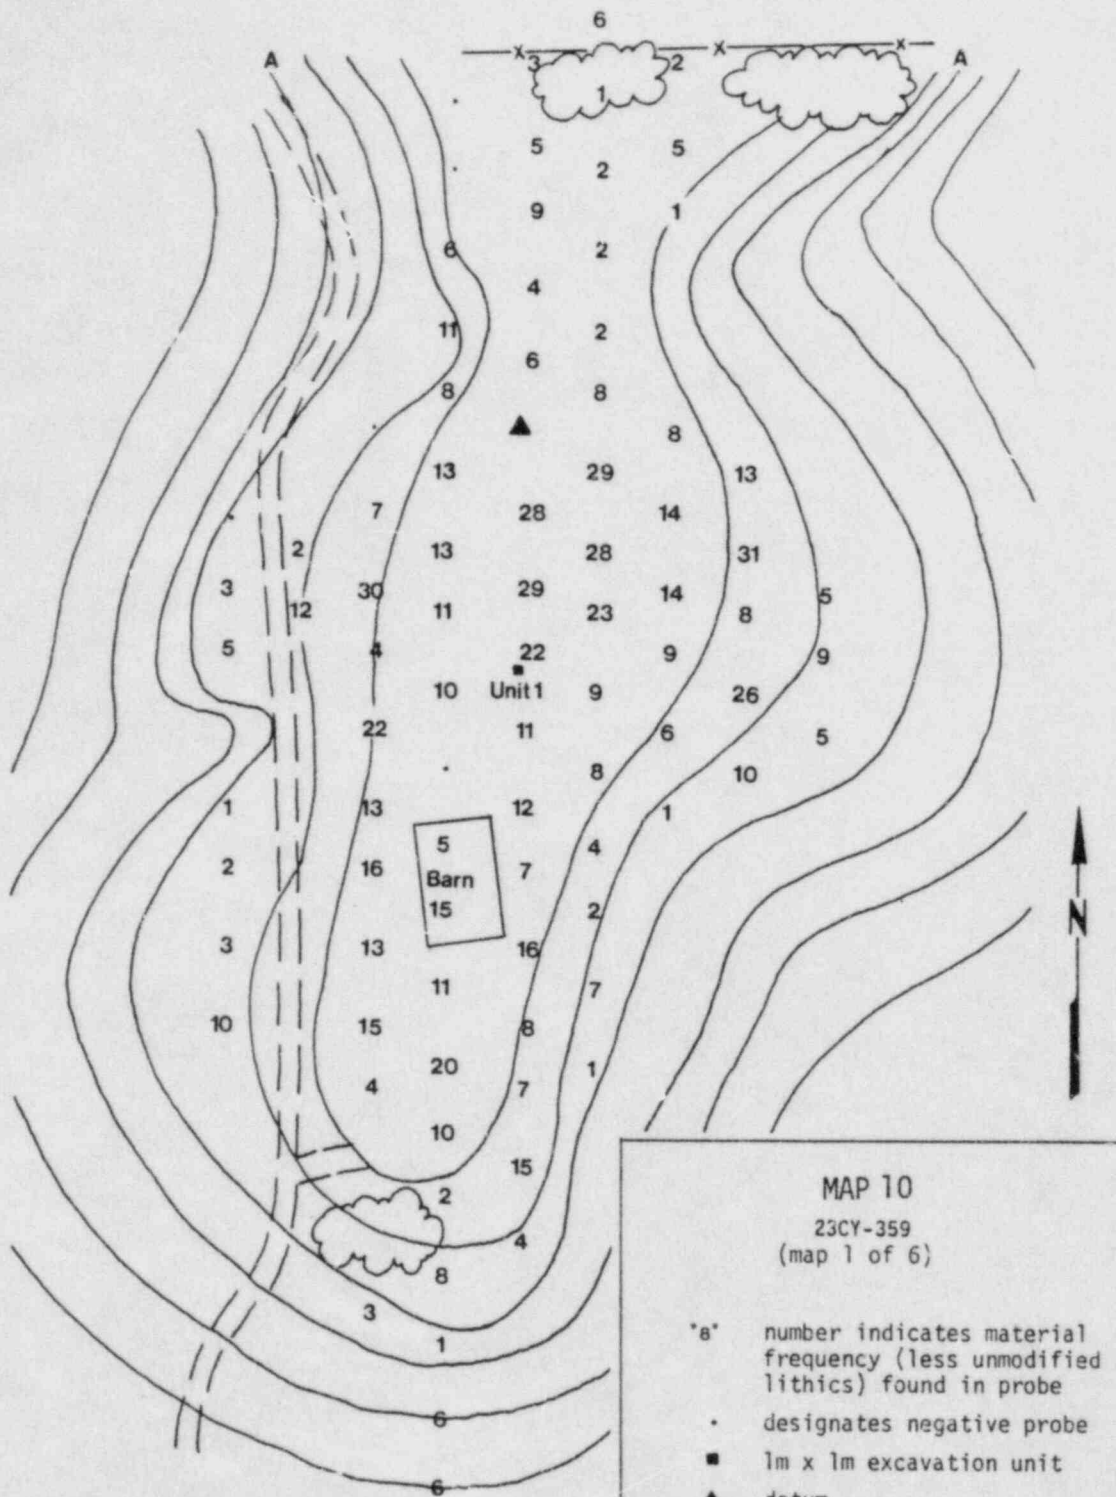 6
A x x x A
3 2
1
5 5
2
9 1
6 2
4
11 2
6
8 8
8
13 29 13
7 28 14
2 13 28 31
3 30 29 14 5
12 11 23 8
5 4 22 9 9
10 Unit 1 9 26
22 11 6 5
8 10
1 13 12 1
5 4
2 16 7
Barn
15 2
3 13 16
11 7
10 15 8
20 1
4 7
10
15
2
4
8
3
1
6
6
N
MAP 10
23CY-359
(map 1 of 6)
"8" number indicates material
frequency (less unmodified
lithics) found in probe
. designates negative probe
■ 1m x 1m excavation unit
▲ datum